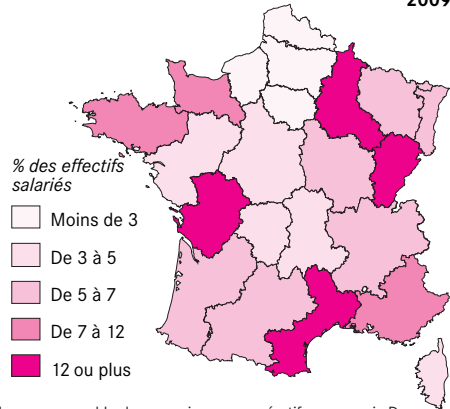 2009
% des effectifs
salariés
Moins de 3
De 3 à 5
De 5 à 7
De 7 à 12
12 ou plus